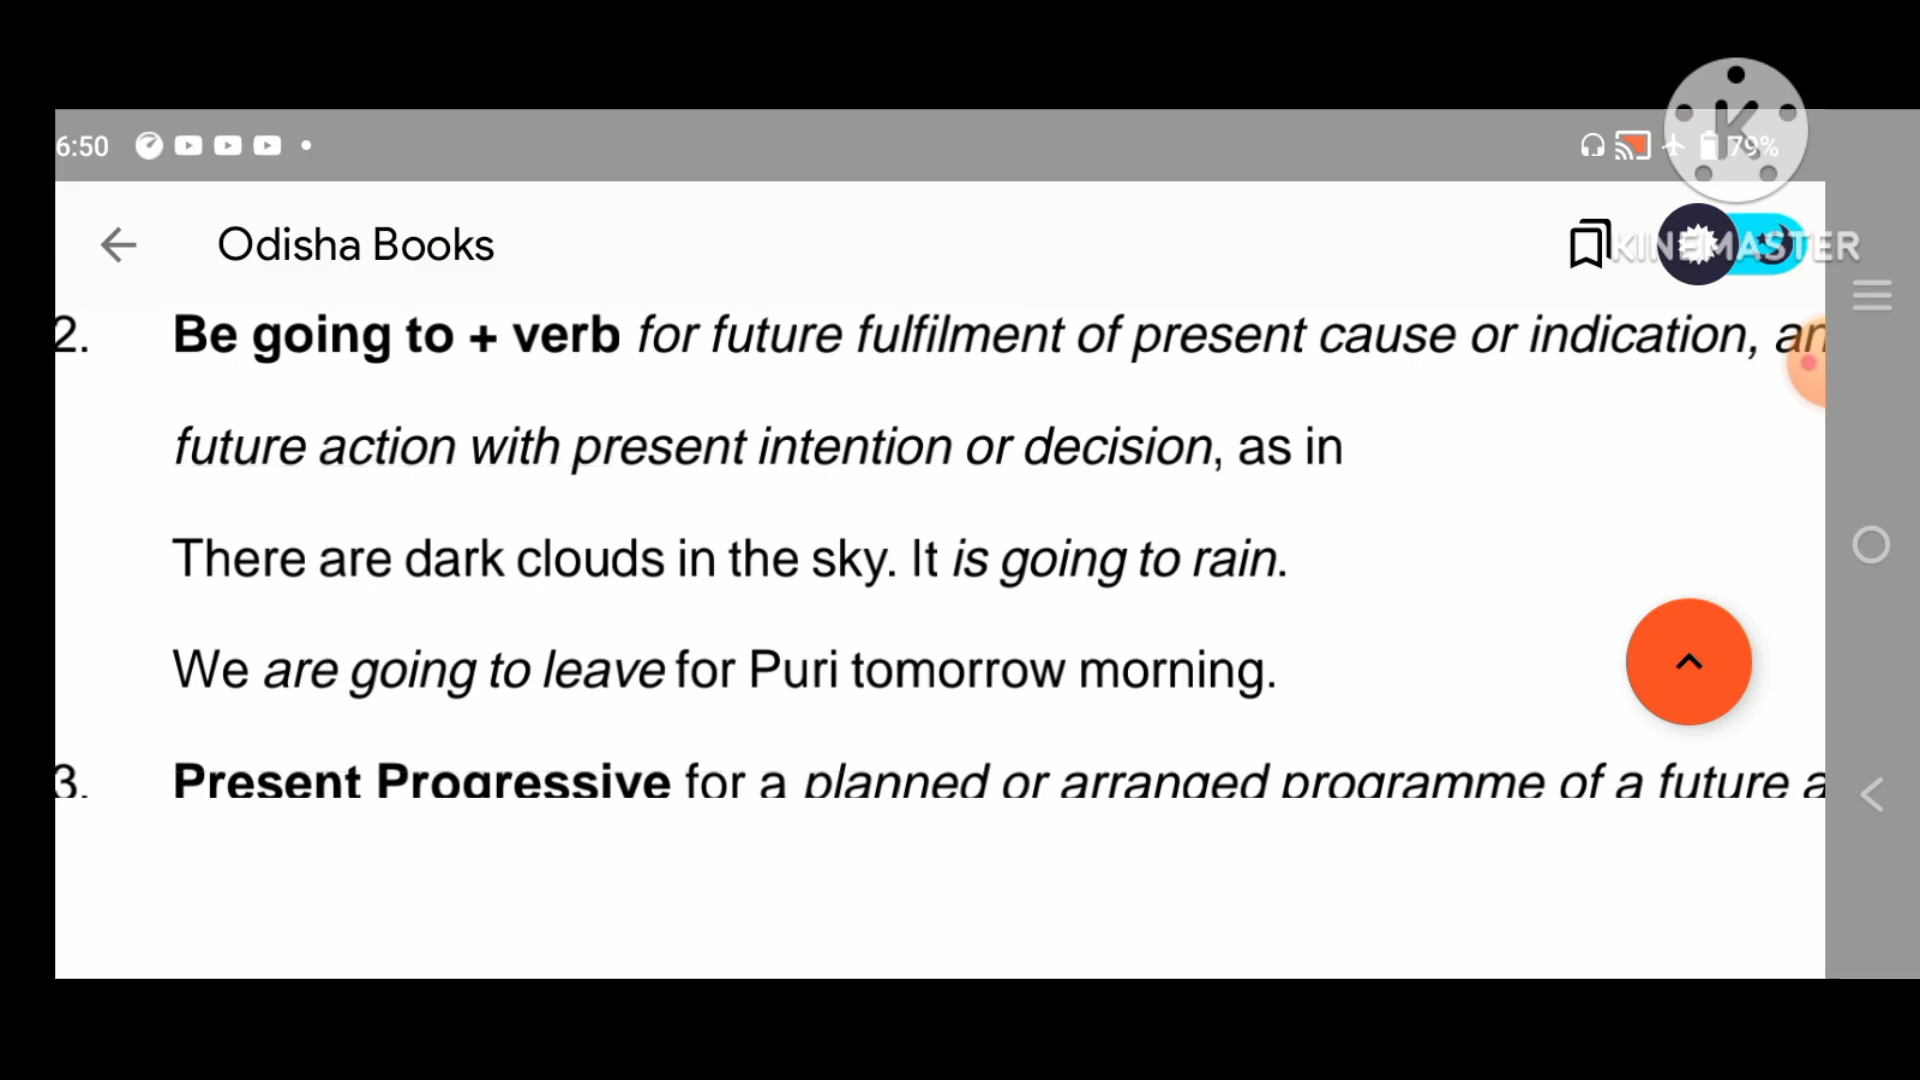 6:50
79%
KINEMASTER
Odisha Books
2. Be going to + verb for future fulfilment of present cause or indication,
future action with present intention or decision, as in
There are dark clouds in the sky. It is going to rain.
We are going to leave for Puri tomorrow morning.
3. Present Progressive for a planned or arranged programme of a future a